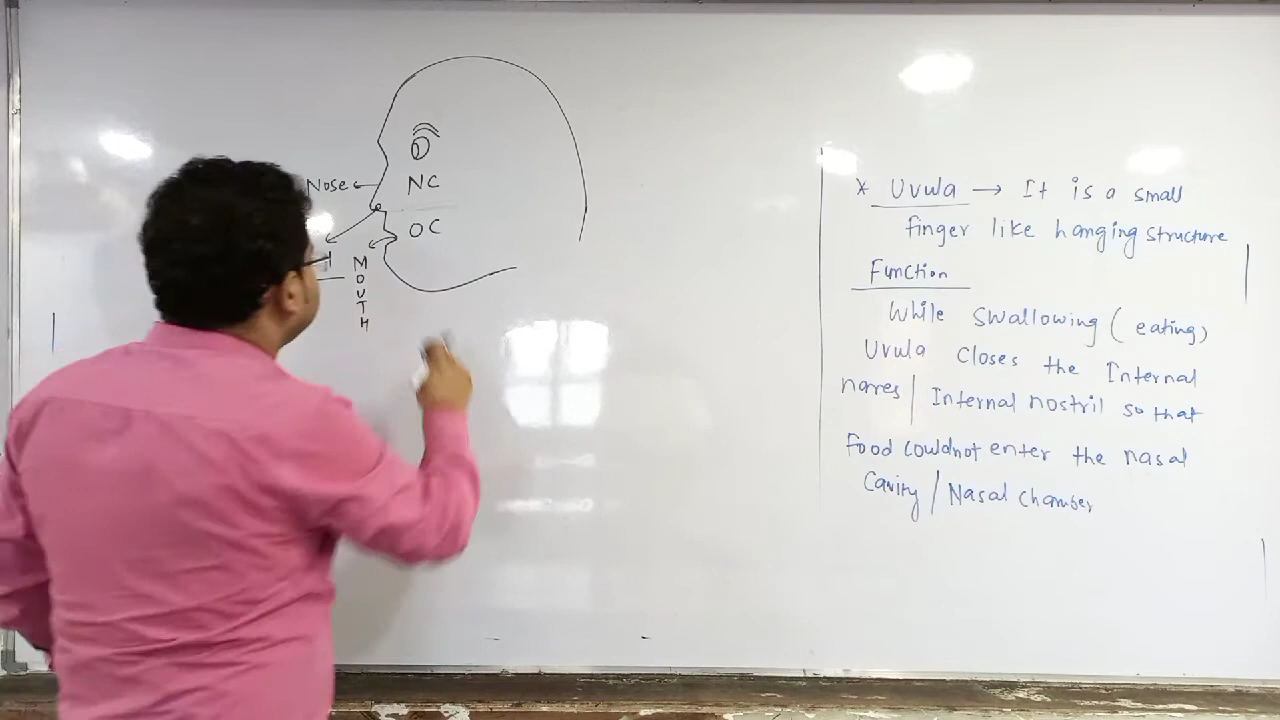 Nose
NC
OC
MOUTH
* Uvula → It is a small
finger like hanging structure
Function
While swallowing (eating,)
Uvula closes the Internal
nares / Internal nostril so that
food couldnot enter the nasal
Cavity / Nasal chamber